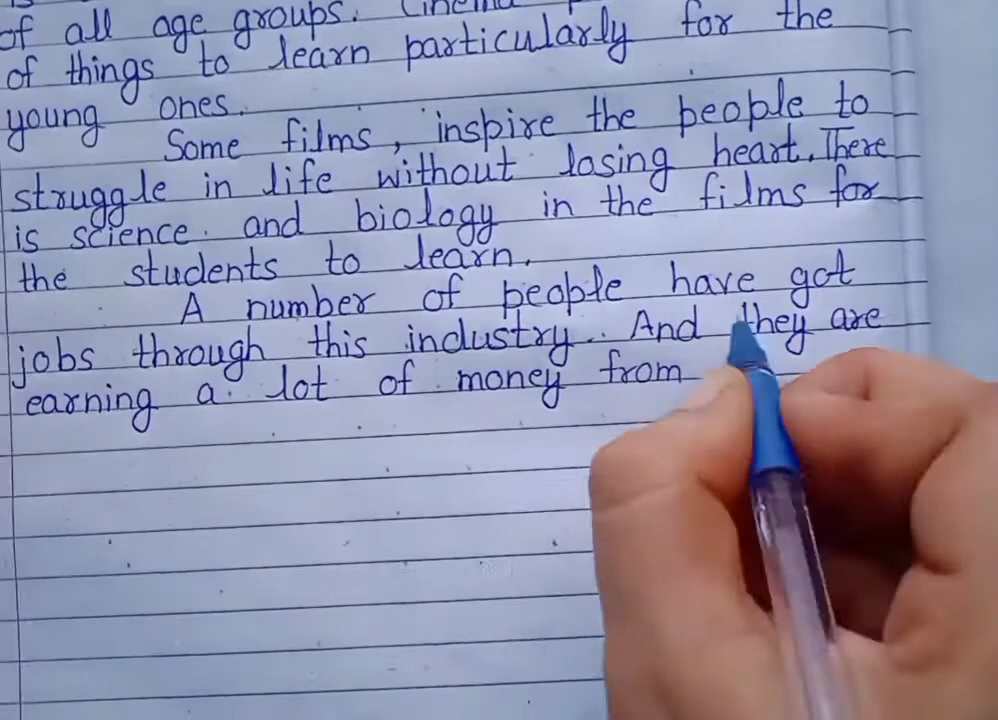 of all age groups. Cinema
of things to learn particularly for the
young ones.
Some films, inspire the people to
struggle in life without losing heart. There
is science. and biology in the films for
the students to learn.
A number of people have got
jobs through this industry. And they are
earning a lot of money from